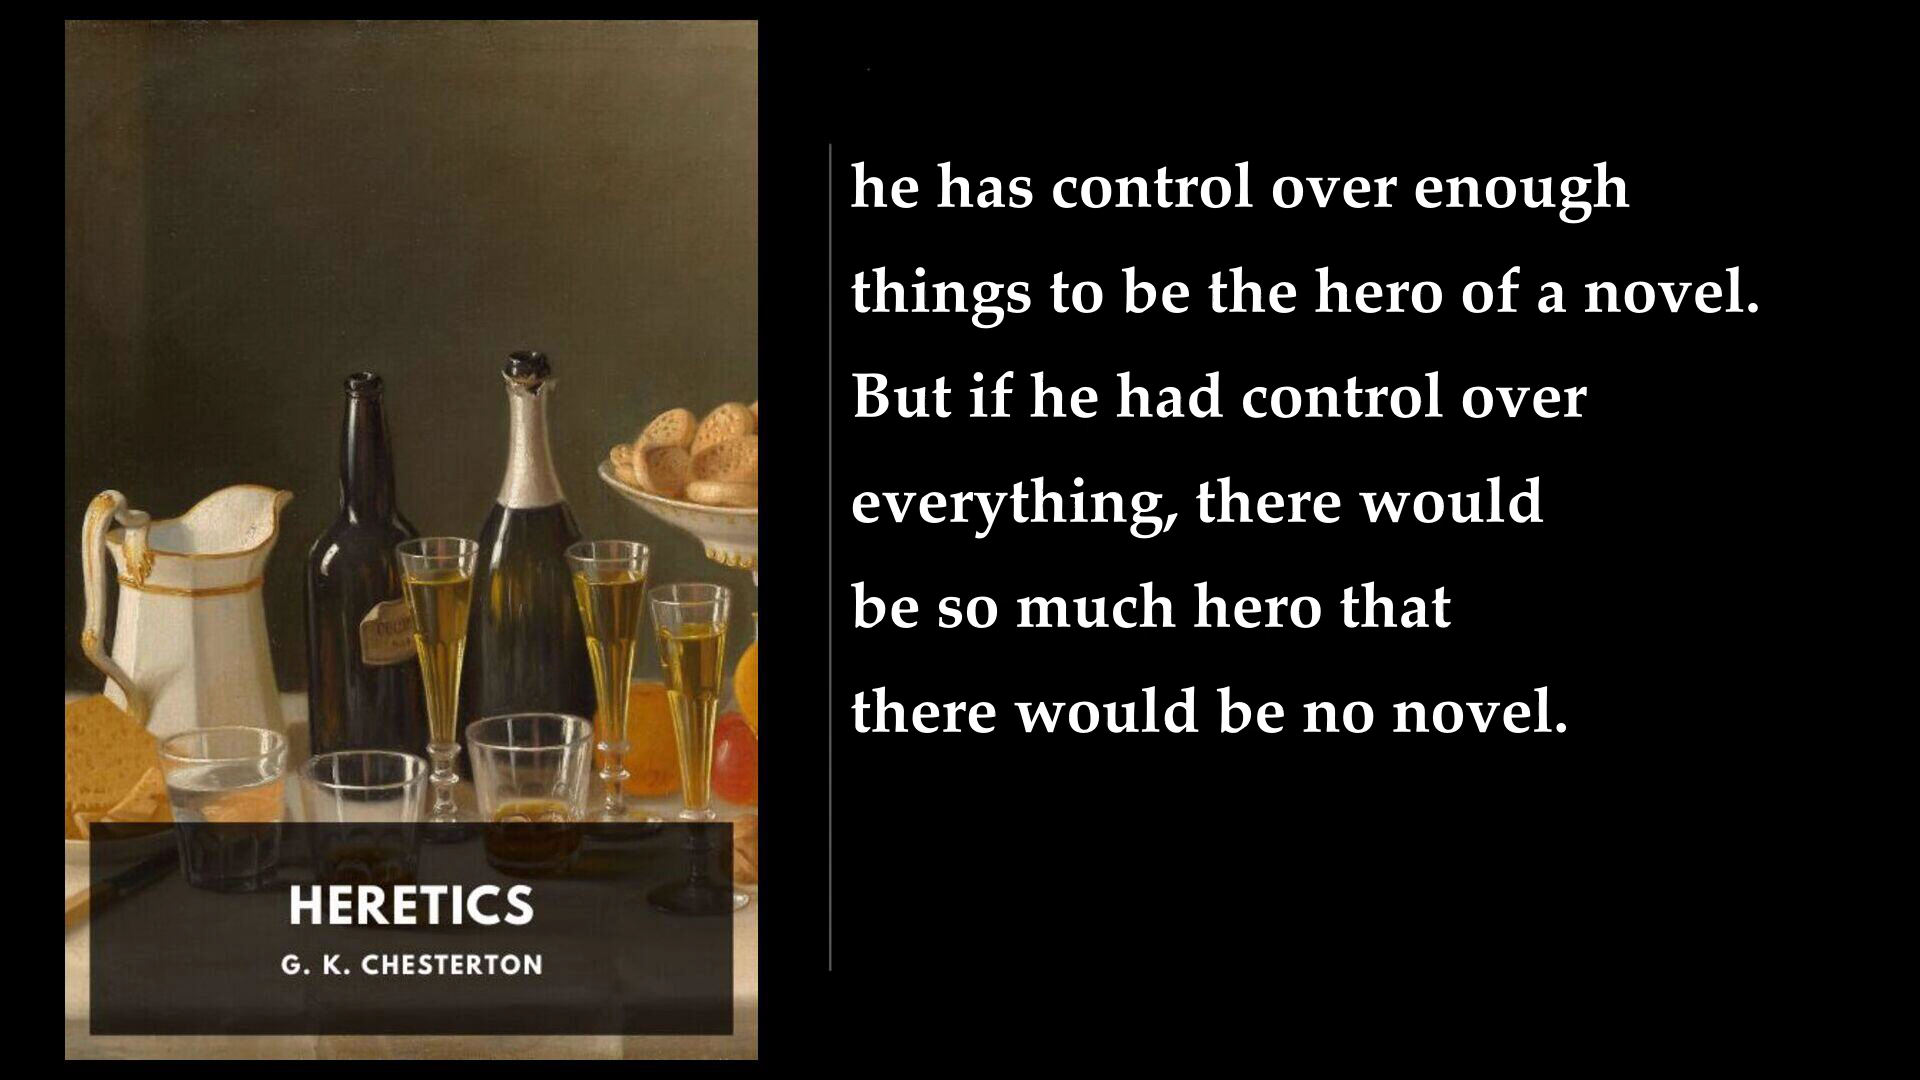 he has control over enough
things to be the hero of a novel.
But if he had control over
everything, there would
be so much hero that
there would be no novel.
HERETICS
G. K. CHESTERTON